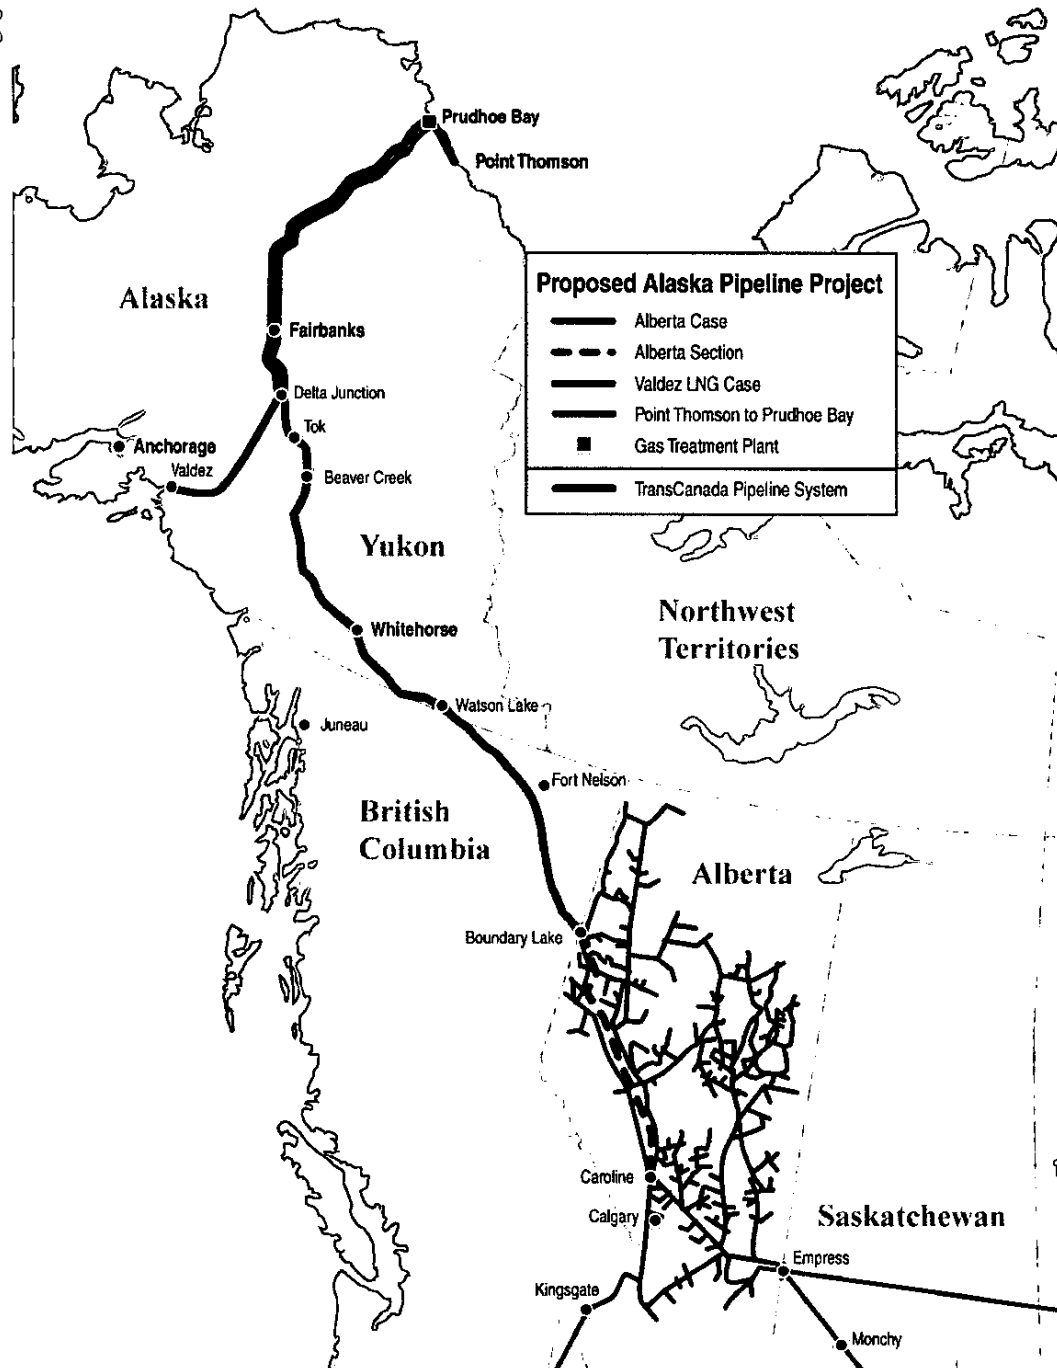 Prudhoe Bay
Point Thomson
Proposed Alaska Pipeline Project
Alberta Case
Alberta Section
Valdez LNG Case
Point Thomson to Prudhoe Bay
Gas Treatment Plant
TransCanada Pipeline System
Alaska
Fairbanks
Delta Junction
Tok
Anchorage
Valdez
Beaver Creek
Yukon
Northwest
Territories
Whitehorse
Watson Lake
Juneau
Fort Nelson
British
Columbia
Alberta
Boundary Lake
Caroline
Calgary
Saskatchewan
Empress
Kingsgate
Monchy